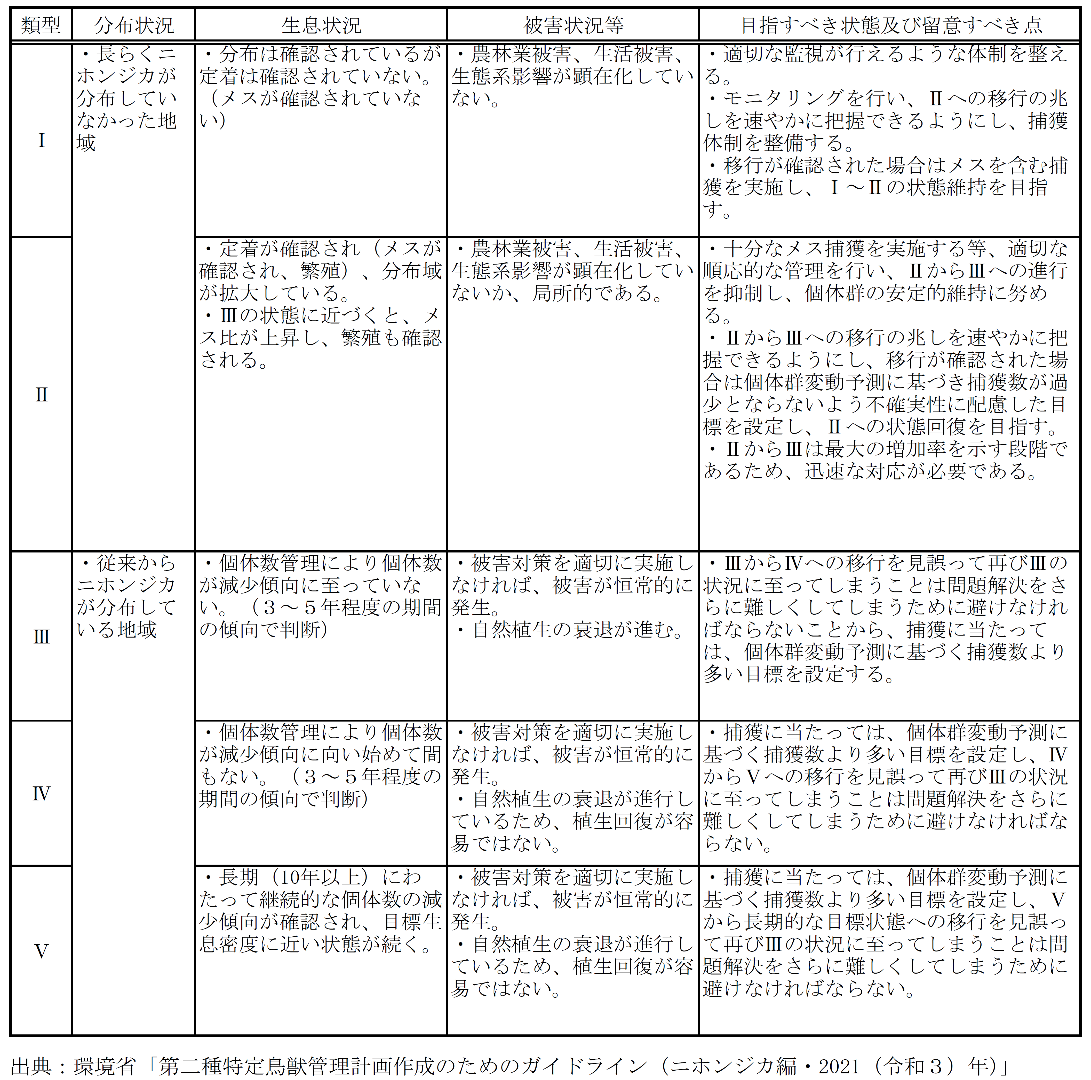 類型
分布状況
生息状況
被害状況等
目指すべき状態及び留意すべき点
Ⅰ
・長らくニ
ホンジカが
分布してい
なかった地
域
・分布は確認されているが
定着は確認されていない。
（メスが確認されていな
い）
・農林業被害、生活被害、
生態系影響が顕在化してい
ない。
・適切な監視が行えるような体制を整え
る。
・モニタリングを行い、Ⅱへの移行の兆
しを速やかに把握できるようにし、捕獲
体制を整備する。
・移行が確認された場合はメスを含む捕
獲を実施し、Ⅰ～Ⅱの状態維持を目指
す。
Ⅱ
・定着が確認され（メスが
確認され、繁殖）、分布域
が拡大している。
・Ⅲの状態に近づくと、メ
ス比が上昇し、繁殖も確認
される。
・農林業被害、生活被害、
生態系影響が顕在化してい
ないか、局所的である。
・十分なメス捕獲を実施する等、適切な
順応的な管理を行い、ⅡからⅢへの進行
を抑制し、個体群の安定的維持に努め
る。
・ⅡからⅢへの移行の兆しを速やかに把
握できるようにし、移行が確認された場
合は個体群変動予測に基づき捕獲数が過
少とならないよう不確実性に配慮した目
標を設定し、Ⅱへの状態回復を目指す。
・ⅡからⅢは最大の増加率を示す段階で
あるため、迅速な対応が必要である。
Ⅲ
・従来から
ニホンジカ
が分布して
いる地域
・個体数管理により個体数
が減少傾向に至っていな
い。（３～５年程度の期間
の傾向で判断）
・被害対策を適切に実施し
なければ、被害が恒常的に
発生。
・自然植生の衰退が進む。
・ⅢからⅣへの移行を見誤って再びⅢの
状況に至ってしまうことは問題解決をさ
らに難しくしてしまうために避けなけれ
ばならないことから、捕獲に当たって
は、個体群変動予測に基づく捕獲数より
多い目標を設定する。
Ⅳ
・個体数管理により個体数
が減少傾向に向い始めて間
もない。（３～５年程度の
期間の傾向で判断）
・被害対策を適切に実施し
なければ、被害が恒常的に
発生。
・自然植生の衰退が進行し
ているため、植生回復が容
易ではない。
・捕獲に当たっては、個体群変動予測に
基づく捕獲数より多い目標を設定し、Ⅳ
からⅤへの移行を見誤って再びⅢの状況
に至ってしまうことは問題解決をさらに
難しくしてしまうために避けなければな
らない。
Ⅴ
・長期（10年以上）にわ
たって継続的な個体数の減
少傾向が確認され、目標生
息密度に近い状態が続く。
・被害対策を適切に実施し
なければ、被害が恒常的に
発生。
・自然植生の衰退が進行し
ているため、植生回復が容
易ではない。
・捕獲に当たっては、個体群変動予測に
基づく捕獲数より多い目標を設定し、Ⅴ
から長期的な目標状態への移行を見誤っ
て再びⅢの状況に至ってしまうことは問
題解決をさらに難しくしてしまうために
避けなければならない。
出典：環境省「第二種特定鳥獣管理計画作成のためのガイドライン（ニホンジカ編・2021（令和３）年）」